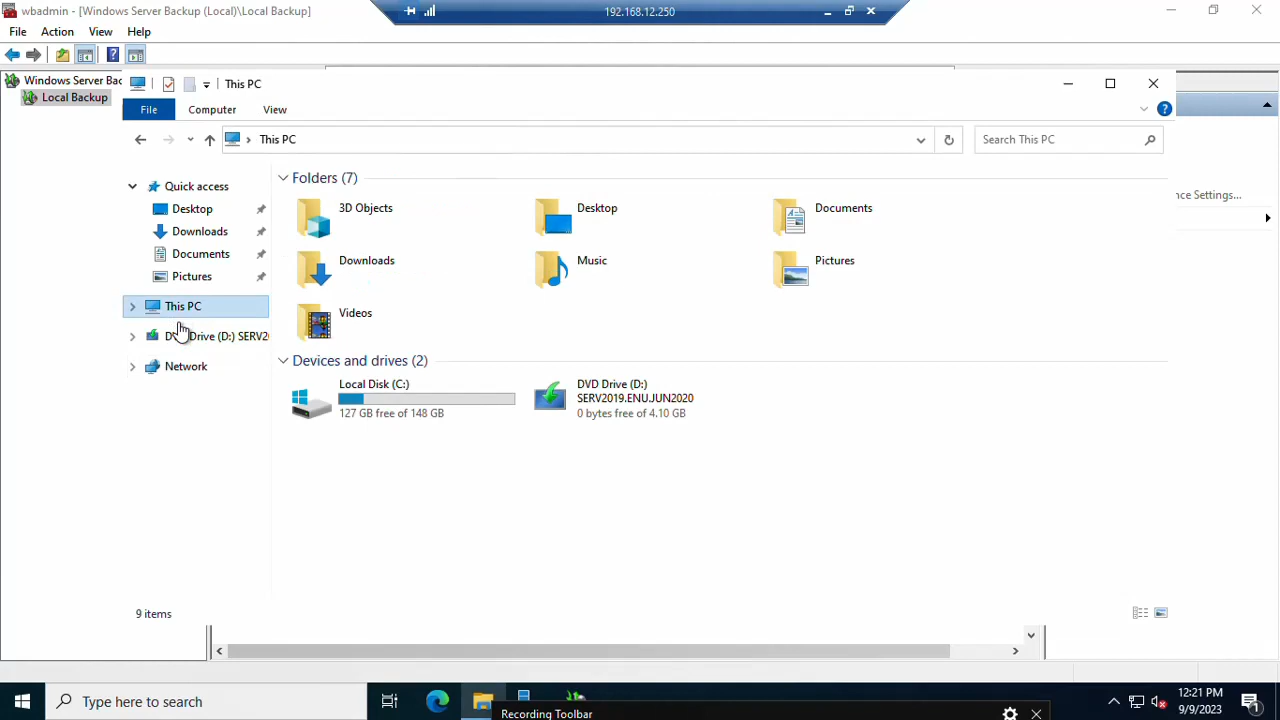 wbadmin - [Windows Server Backup (Local)\Local Backup]
192.168.12.250
File Action View Help
Windows Server Bac
Local Backup
This PC
File Computer View
This PC
Search This PC
Quick access
Desktop
Downloads
Documents
Pictures
This PC
Drive (D:) SERV20
Network
Folders (7)
3D Objects
Desktop
Documents
Downloads
Music
Pictures
Videos
Devices and drives (2)
Local Disk (C:)
127 GB free of 148 GB
DVD Drive (D:)
SERV2019.ENU.JUN2020
0 bytes free of 4.10 GB
nce Settings...
9 items
Type here to search
12:21 PM
9/9/2023
1
Recording Toolbar